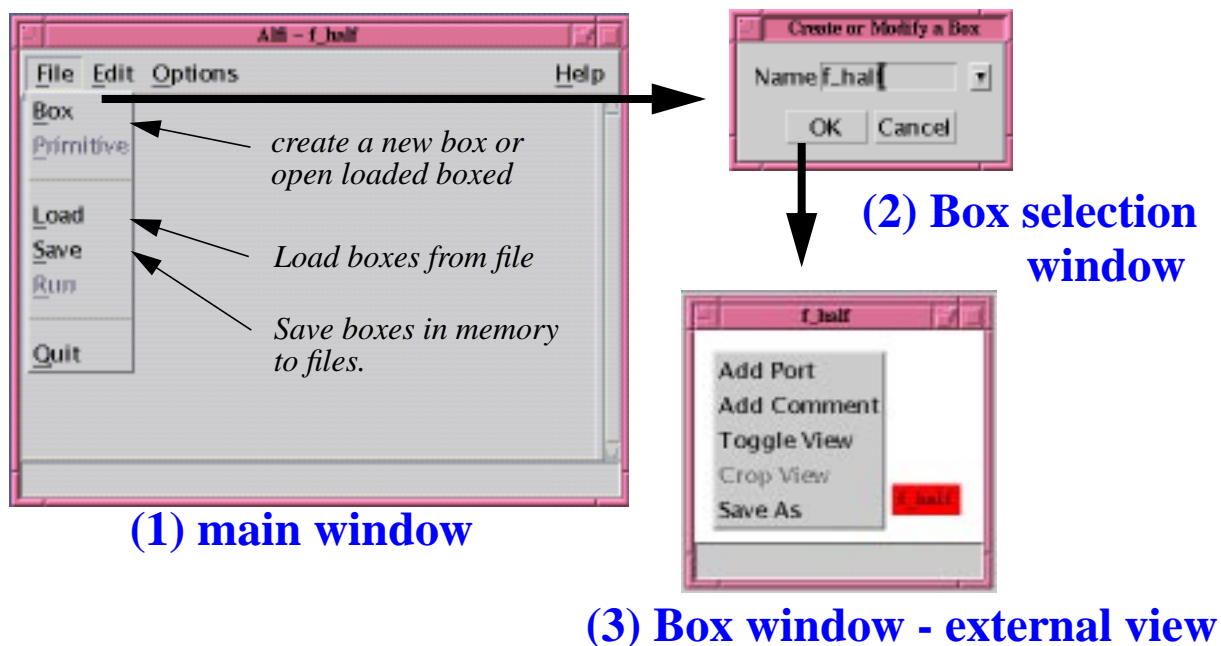 Alfi - f_half
File Edit Options Help
Box
Primitive
Load
Save
Run
Quit
create a new box or
open loaded boxed
Load boxes from file
Save boxes in memory
to files.
(1) main window
Create or Modify a Box
Name f_half
OK Cancel
(2) Box selection
window
f_half
Add Port
Add Comment
Toggle View
Crop View
Save As
f_half
(3) Box window - external view